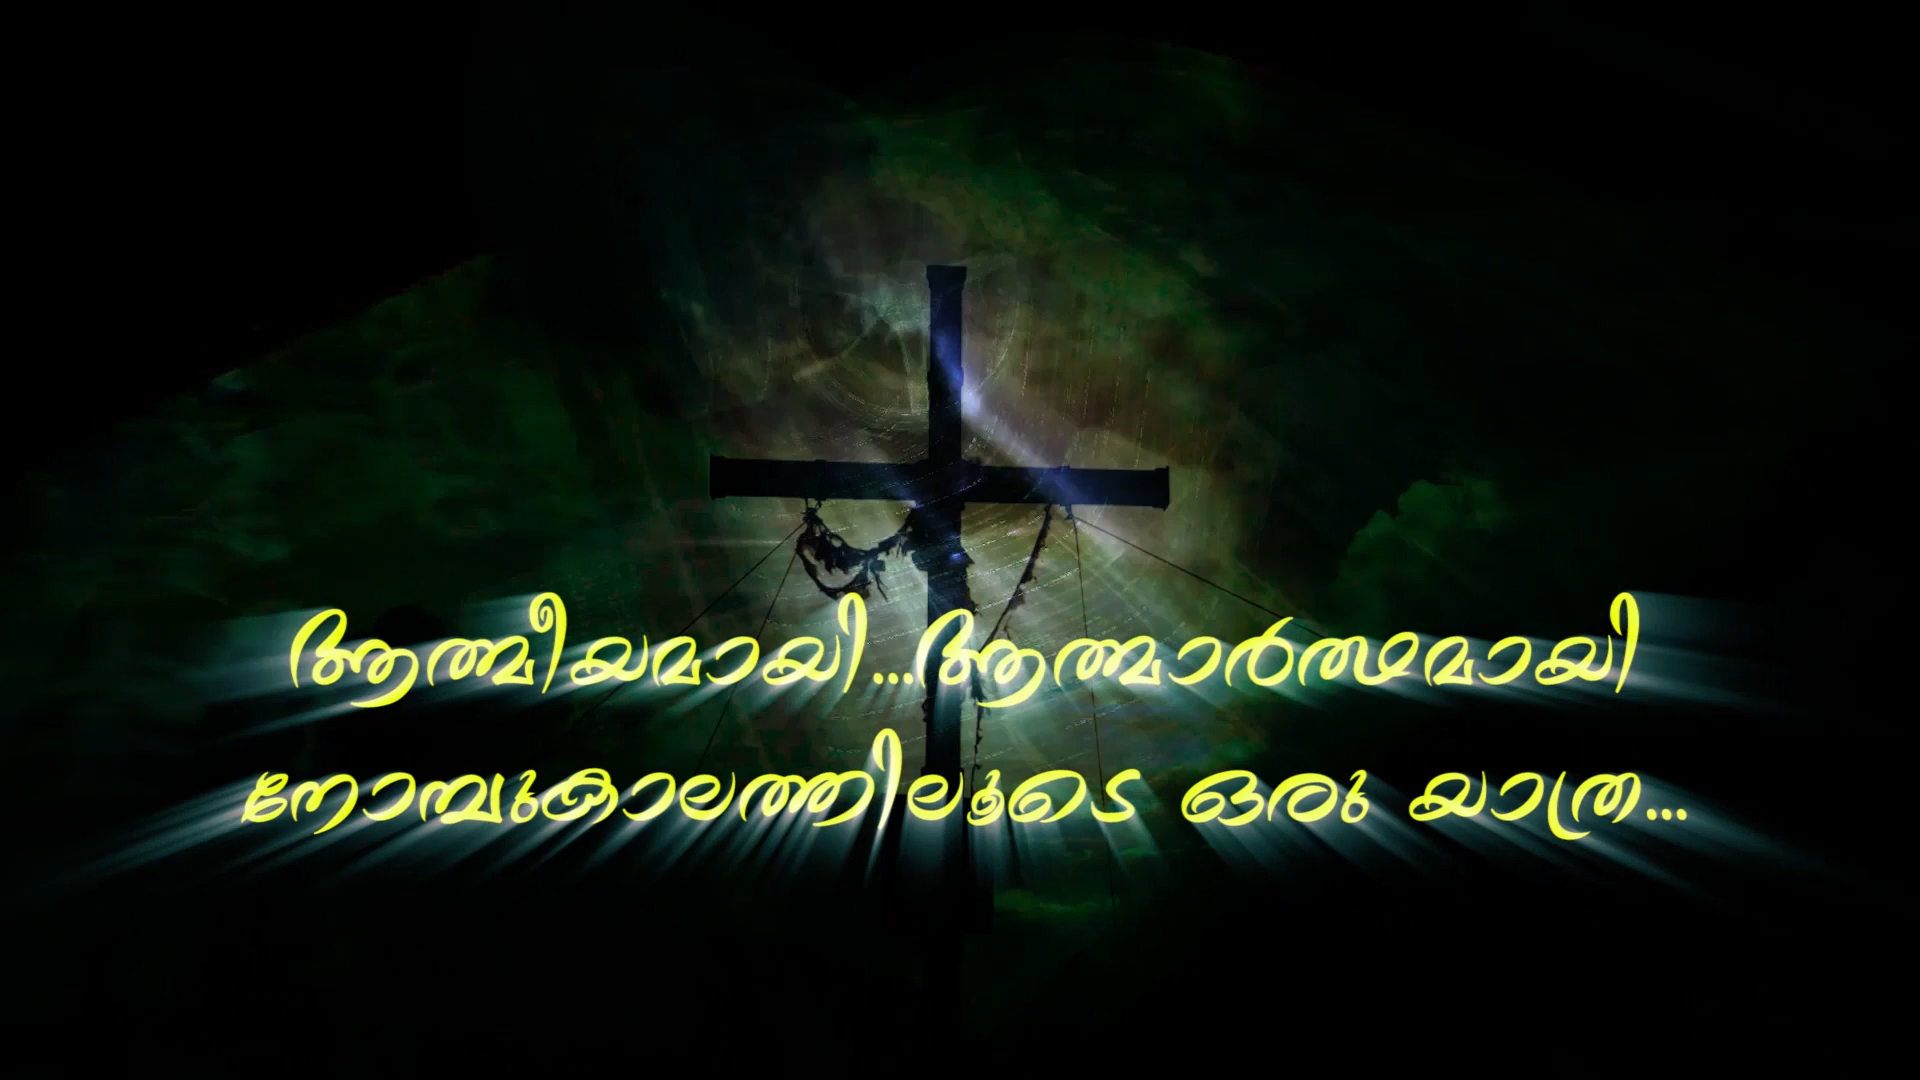 ആത്മീയമായി...ആത്മാർത്ഥമായി
നോമ്പുകാലത്തിലൂടെ ഒരു യാത്ര...